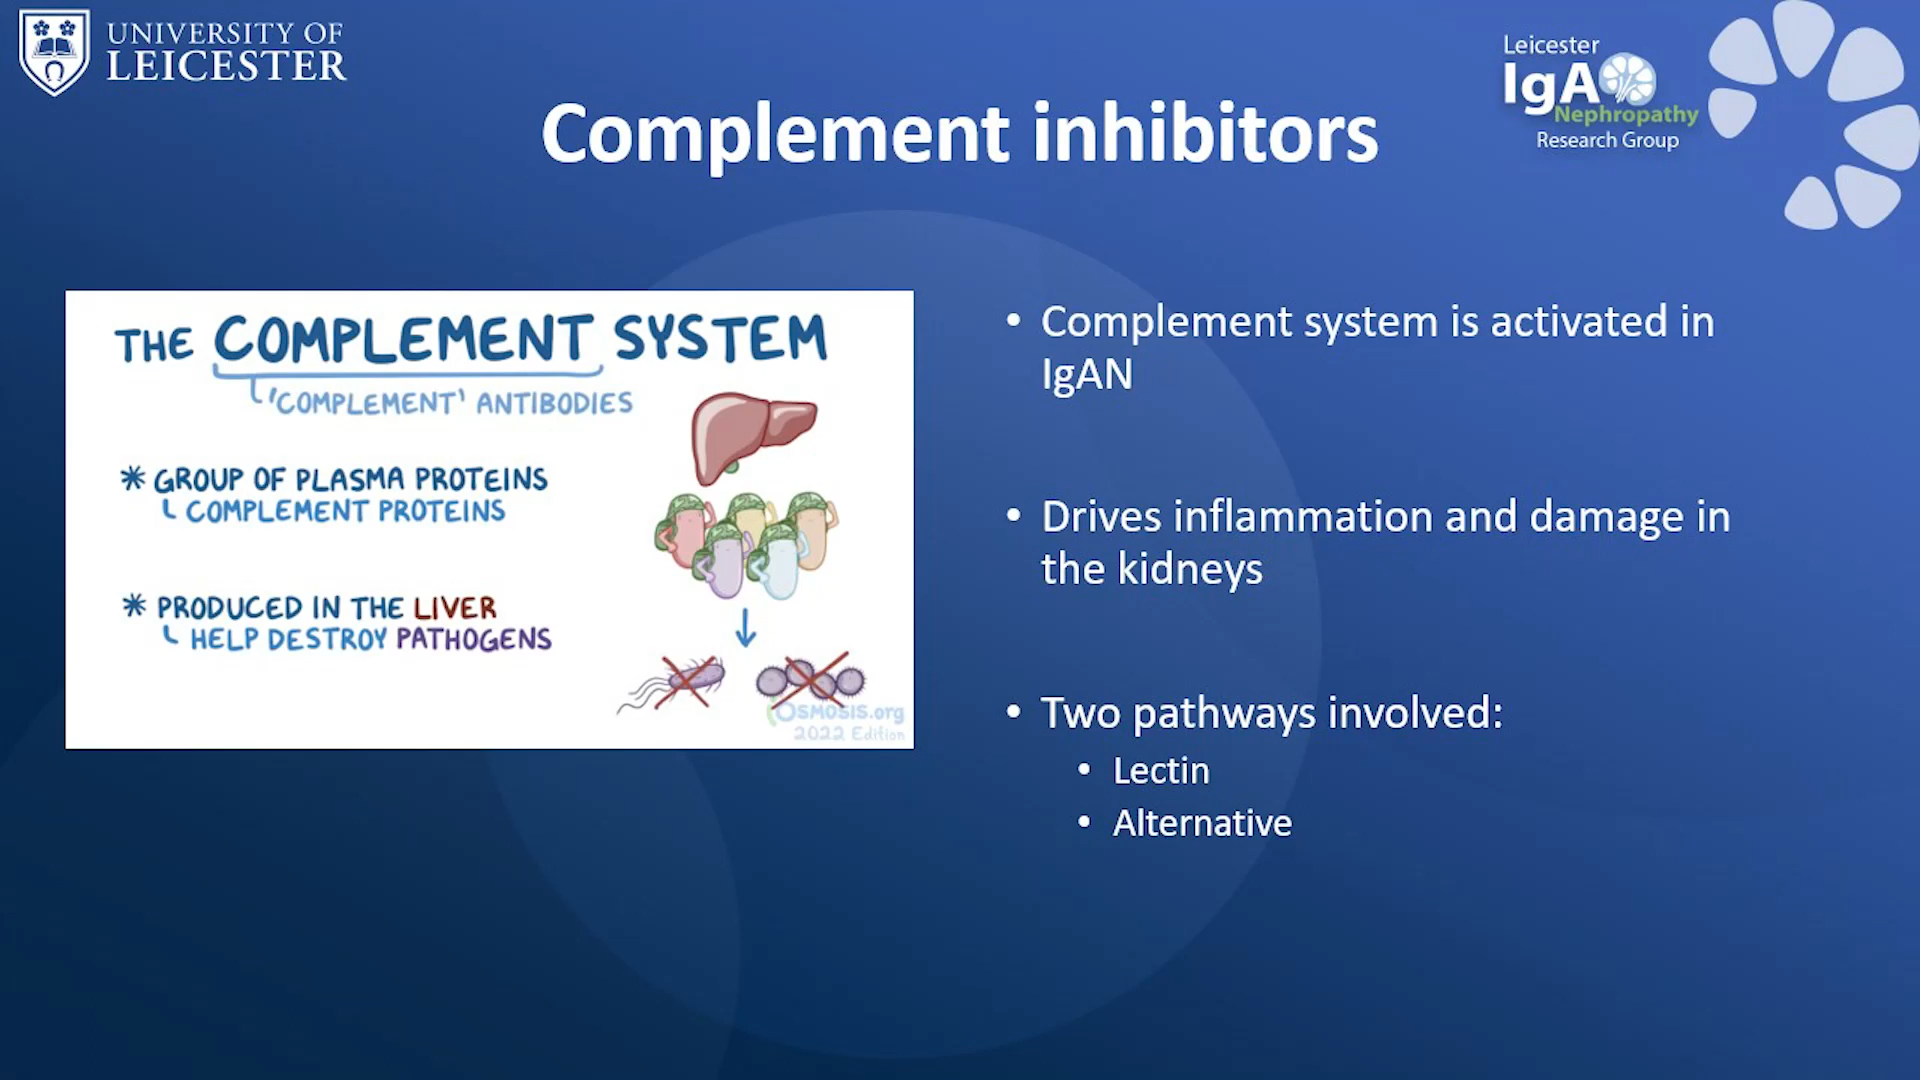 UNIVERSITY OF
LEICESTER
Leicester
IgA
Nephropathy
Research Group
Complement inhibitors
THE COMPLEMENT SYSTEM
'COMPLEMENT' ANTIBODIES
* GROUP OF PLASMA PROTEINS
COMPLEMENT PROTEINS
* PRODUCED IN THE LIVER
HELP DESTROY PATHOGENS
OSMOSIS.org
2022 Edition
• Complement system is activated in
IgAN
• Drives inflammation and damage in
the kidneys
• Two pathways involved:
• Lectin
• Alternative